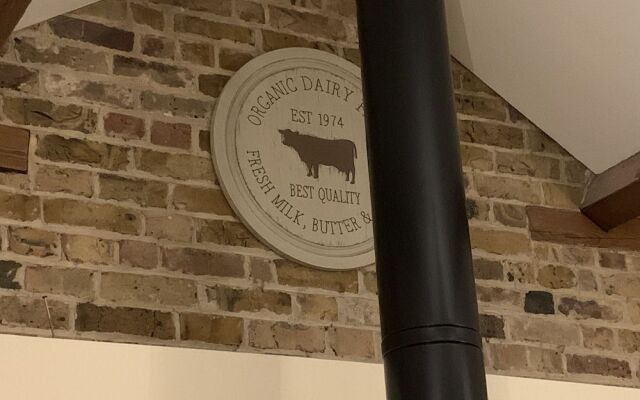 ORGANIC DAIRY
EST 1974
BEST QUALITY
FRESH MILK, BUTTER &